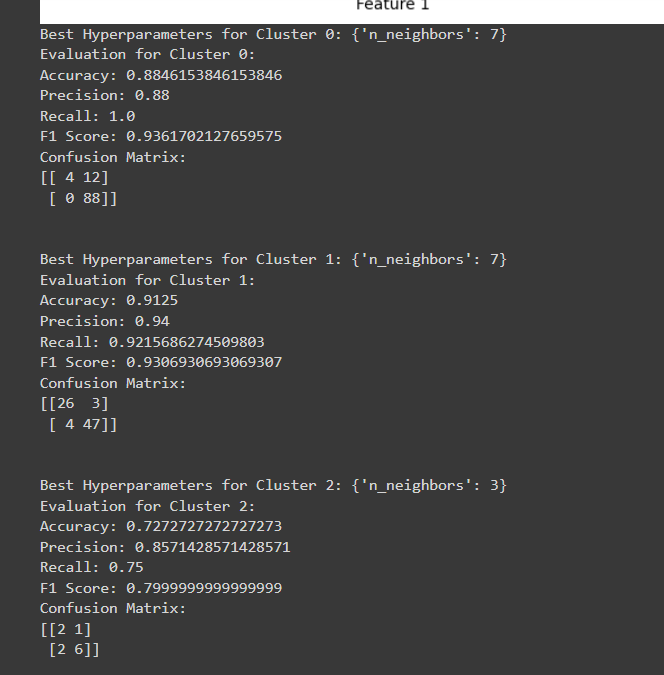 Feature 1
Best Hyperparameters for Cluster 0: {'n_neighbors': 7}
Evaluation for Cluster 0:
Accuracy: 0.8846153846153846
Precision: 0.88
Recall: 1.0
F1 Score: 0.9361702127659575
Confusion Matrix:
[[ 4 12]
 [ 0 88]]
Best Hyperparameters for Cluster 1: {'n_neighbors': 7}
Evaluation for Cluster 1:
Accuracy: 0.9125
Precision: 0.94
Recall: 0.9215686274509803
F1 Score: 0.9306930693069307
Confusion Matrix:
[[26  3]
 [ 4 47]]
Best Hyperparameters for Cluster 2: {'n_neighbors': 3}
Evaluation for Cluster 2:
Accuracy: 0.7272727272727273
Precision: 0.8571428571428571
Recall: 0.75
F1 Score: 0.7999999999999999
Confusion Matrix:
[[2 1]
 [2 6]]